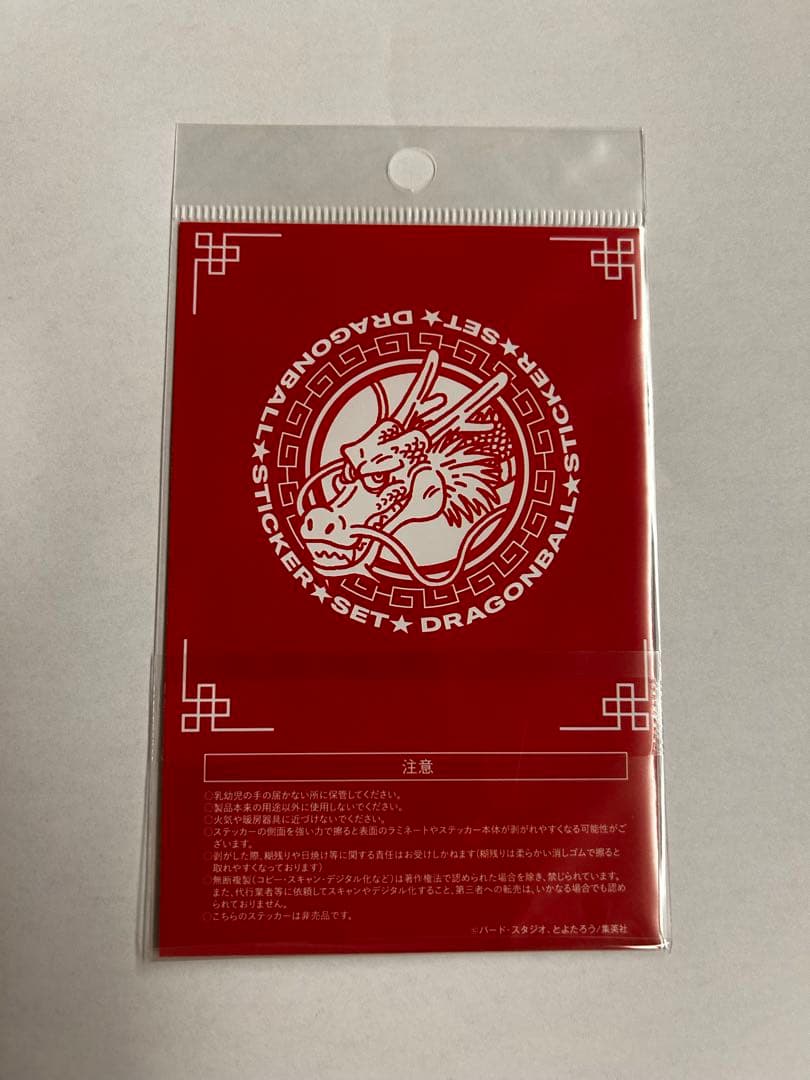 DRAGONBALL★STICKER★SET★DRAGONBALL★STICKER★SET★
注意
○乳幼児の手の届かない所に保管してください。
○製品本来の用途以外に使用しないでください。
○火気や暖房器具に近づけないでください。
○ステッカーの側面を強い力で擦ると表面のラミネートやステッカー本体が剥がれやすくなる可能性がご
ざいます。
○剥がした際、糊残りや日焼け等に関する責任はお受けしかねます(糊残りは柔らかい消しゴムで擦ると
取れやすくなっております)
○無断複製(コピー・スキャン・デジタル化など)は著作権法で認められた場合を除き、禁じられています。
また、代行業者等に依頼してスキャンやデジタル化すること、第三者への転売は、いかなる場合でも認め
られておりません。
○こちらのステッカーは非売品です。
©バード・スタジオ、とよたろう/集英社